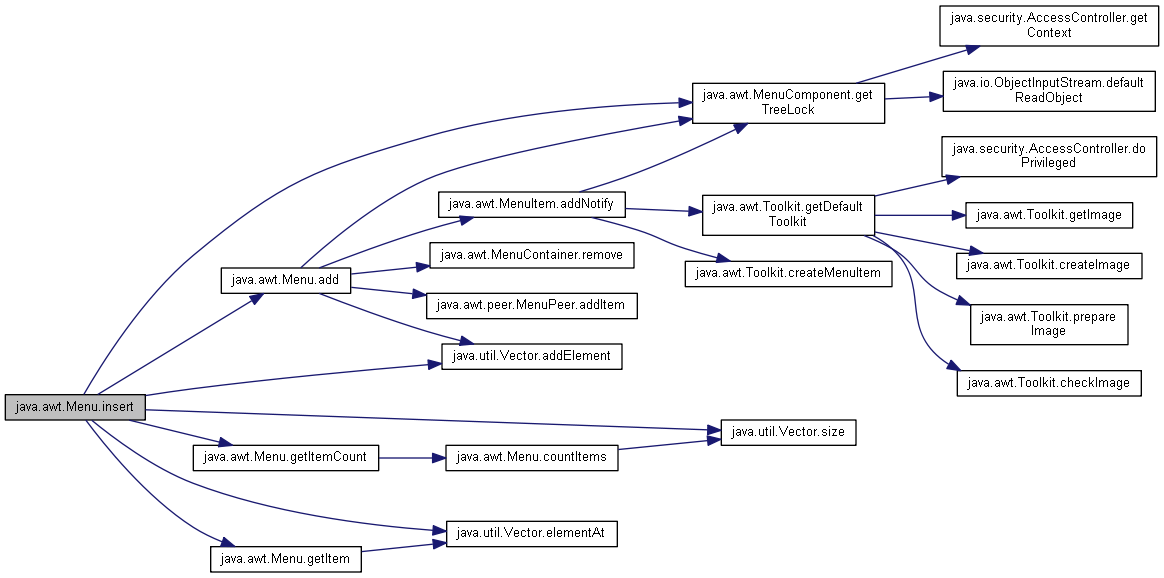 java.security.AccessController.get
Context
java.io.ObjectInputStream.default
ReadObject
java.awt.MenuComponent.get
TreeLock
java.security.AccessController.do
Privileged
java.awt.MenuItem.addNotify
java.awt.Toolkit.getDefault
Toolkit
java.awt.Toolkit.getImage
java.awt.MenuContainer.remove
java.awt.Toolkit.createMenuItem
java.awt.Toolkit.createImage
java.awt.Menu.add
java.awt.peer.MenuPeer.addItem
java.awt.Toolkit.prepare
Image
java.util.Vector.addElement
java.awt.Toolkit.checkImage
java.awt.Menu.insert
java.util.Vector.size
java.awt.Menu.getItemCount
java.awt.Menu.countItems
java.util.Vector.elementAt
java.awt.Menu.getItem